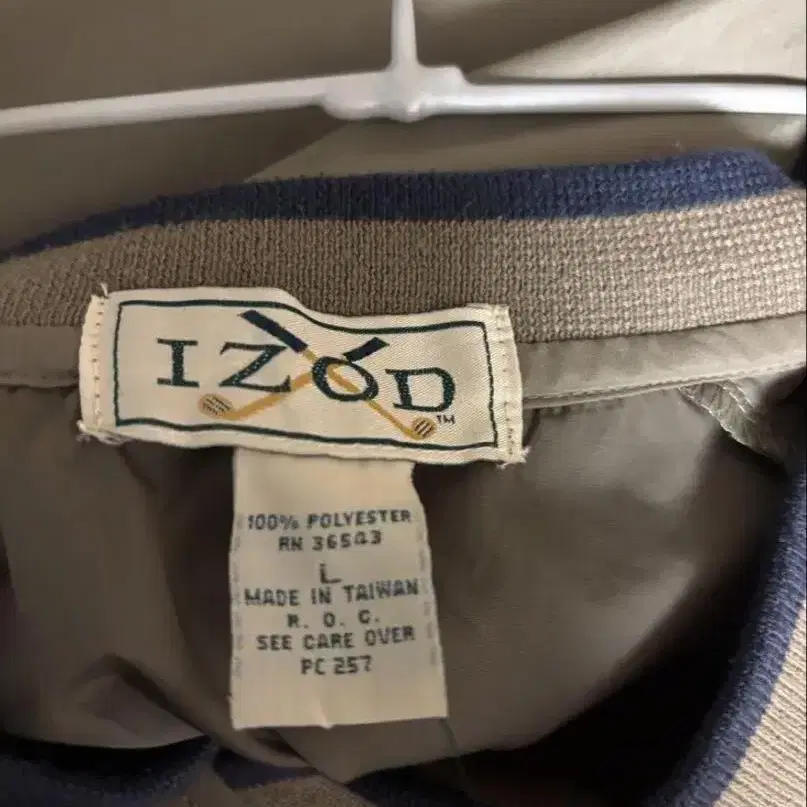 IZOD
TM
100% POLYESTER
RN 36543
L
MADE IN TAIWAN
R. O. C.
SEE CARE OVER
PC 257